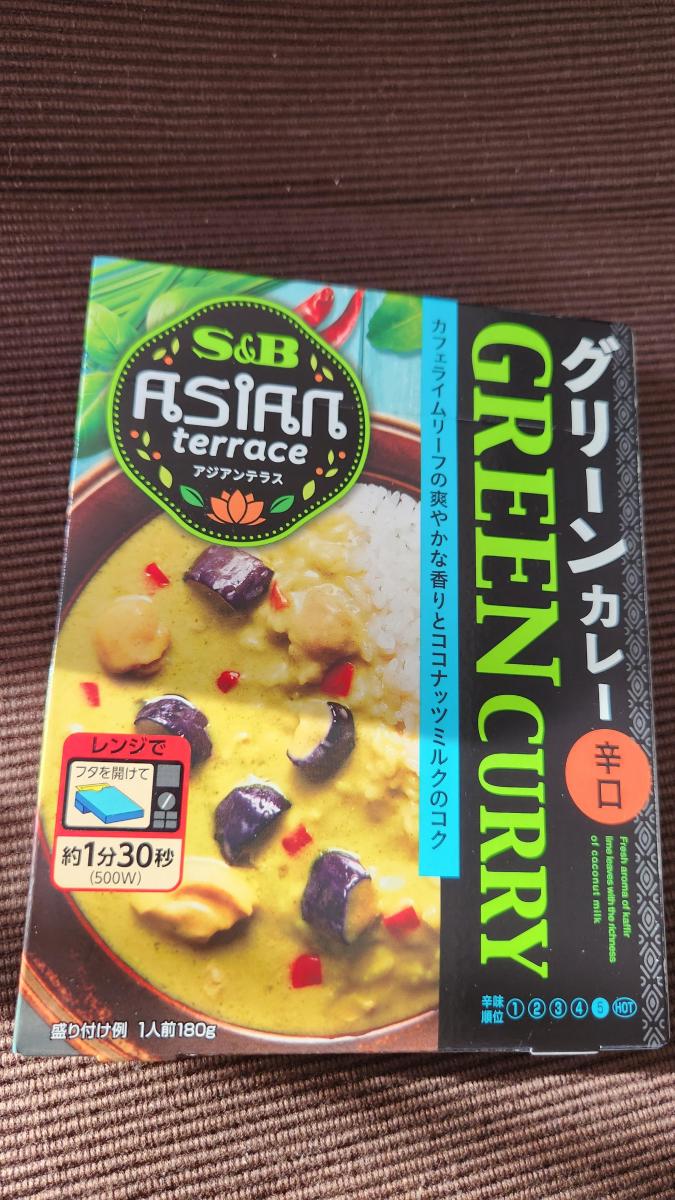 S&B
ASIAN
terrace
アジアンテラス
グリーンカレー
GREEN CURRY
カフェライムリーフの爽やかな香りとココナッツミルクのコク
辛口
Fresh aroma of kaffir
lime leaves with the richness
of coconut milk
レンジで
フタを開けて
約1分30秒
(500W)
辛味
順位
1 2 3 4 5 HOT
盛り付け例 1人前180g